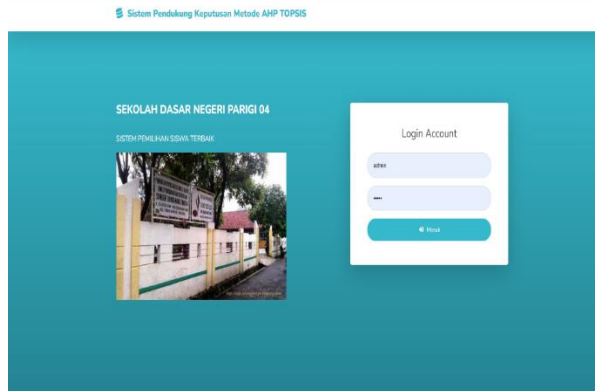 Sistem Pendukung Keputusan Metode AHP TOPSIS
SEKOLAH DASAR NEGERI PARIGI 04
SISTEM PEMILIHAN SISWA TERBAIK
Login Account
admin
Masuk